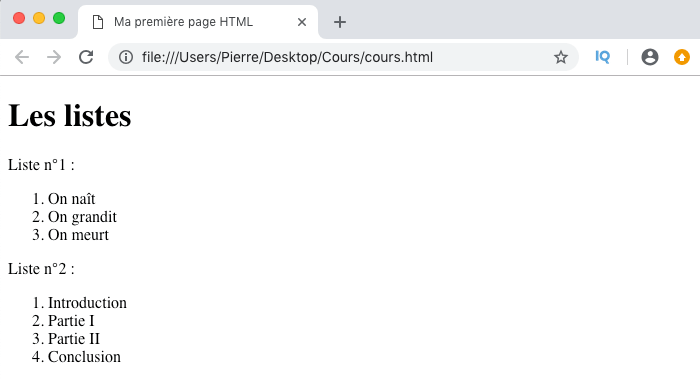 Ma première page HTML
file:///Users/Pierre/Desktop/Cours/cours.html
IQ
Les listes
Liste n°1 :
1. On naît
2. On grandit
3. On meurt
Liste n°2 :
1. Introduction
2. Partie I
3. Partie II
4. Conclusion